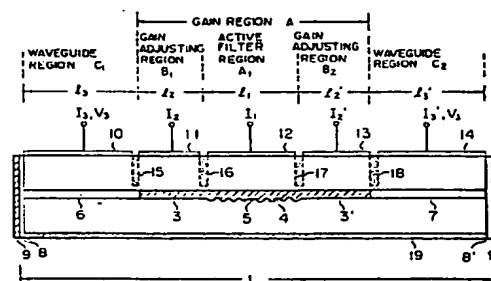 GAIN REGION A
WAVEGUIDE REGION C₁
GAIN ADJUSTING REGION B₁
ACTIVE FILTER REGION A₁
GAIN ADJUSTING REGION B₂
WAVEGUIDE REGION C₂
ℓ₃ ℓ₂ ℓ₁ ℓ₂' ℓ₃'
I₃, V₃ I₂ I₁ I₂' I₃', V₃
10 11 12 13 14
15 16 17 18
6 3 5 4 3' 7
9 8 19 8'